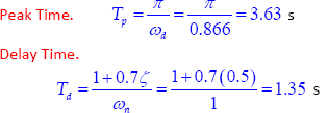 Peak Time. T_p = π/ω_d = π/0.866 = 3.63 s
Delay Time.
T_d = (1+0.7ζ)/ω_n = (1+0.7(0.5))/1 = 1.35 s